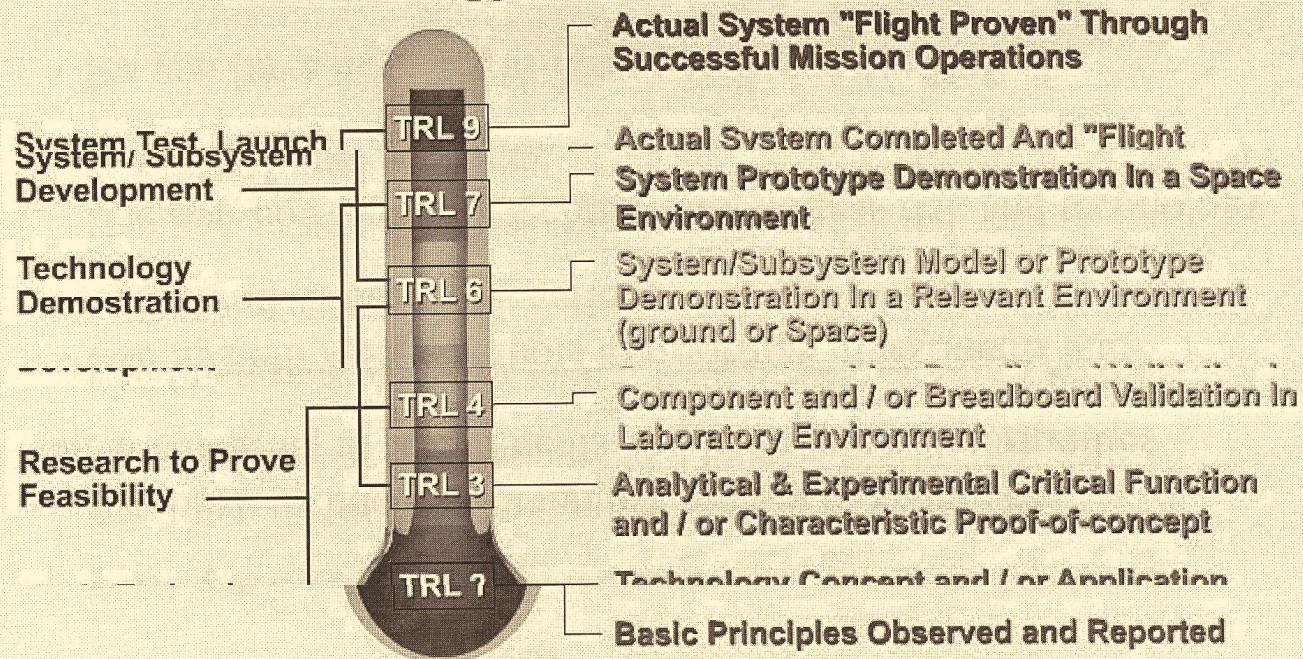 System Test, Launch
System/ Subsystem
Development
Technology
Demostration
Research to Prove
Feasibility
TRL 9
TRL 7
TRL 6
TRL 4
TRL 3
TRL
Actual System "Flight Proven" Through
Successful Mission Operations
Actual System Completed And "Flight
System Prototype Demonstration In a Space
Environment
System/Subsystem Model or Prototype
Demonstration In a Relevant Environment
(ground or Space)
Component and / or Breadboard Validation In
Laboratory Environment
Analytical & Experimental Critical Function
and / or Characteristic Proof-of-concept
Technology Concept and / or Application
Basic Principles Observed and Reported